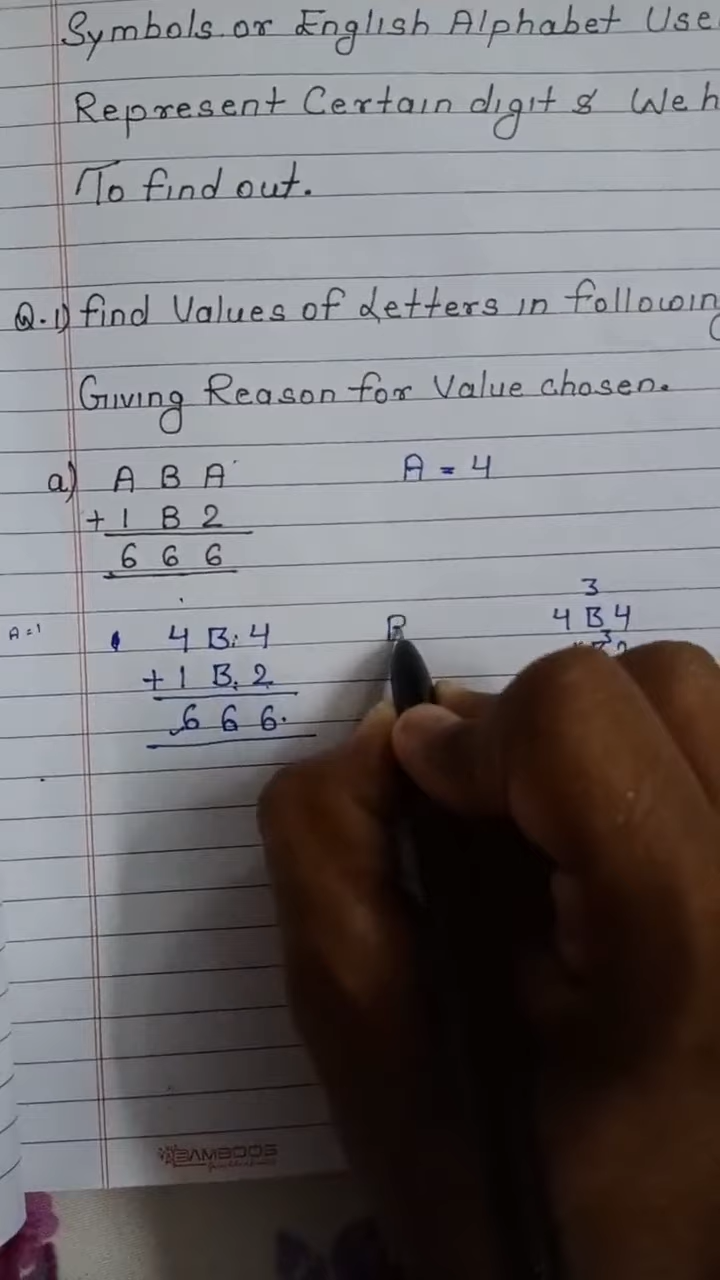 Symbols or English Alphabet Use
Represent Certain digit & We h
To find out.
Q.1) find Values of Letters in followin
Giving Reason for Value chosen.
a) A B A A = 4
+ 1 B 2
6 6 6
3
A = 1 4 B 4 B 4 B 4
+ 1 B 2 3
6 6 6
BAMBOOS